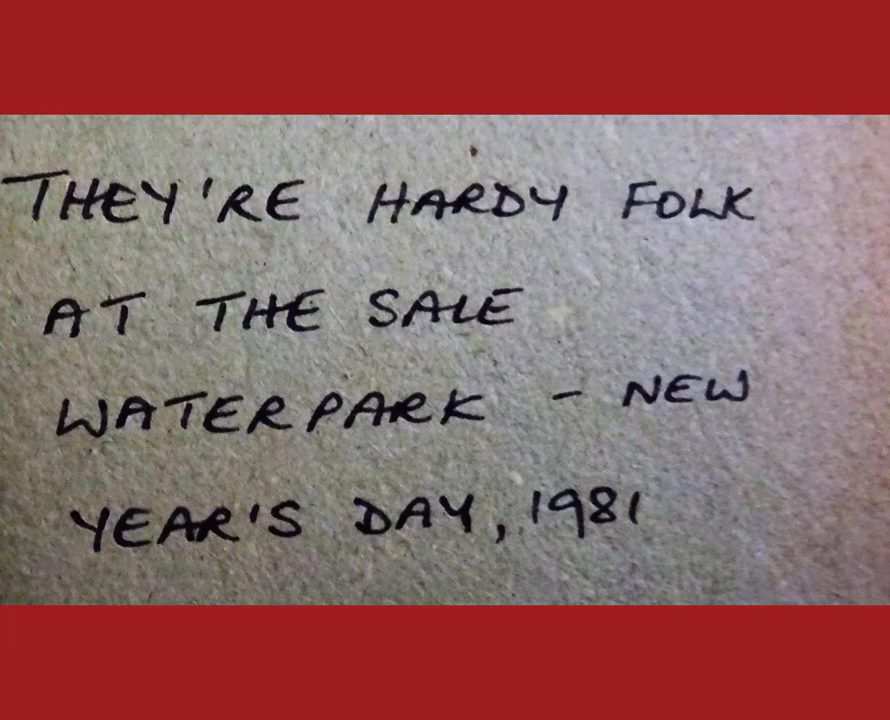 THEY'RE HARDY FOLK
AT THE SALE
WATERPARK - NEW
YEAR'S DAY, 1981